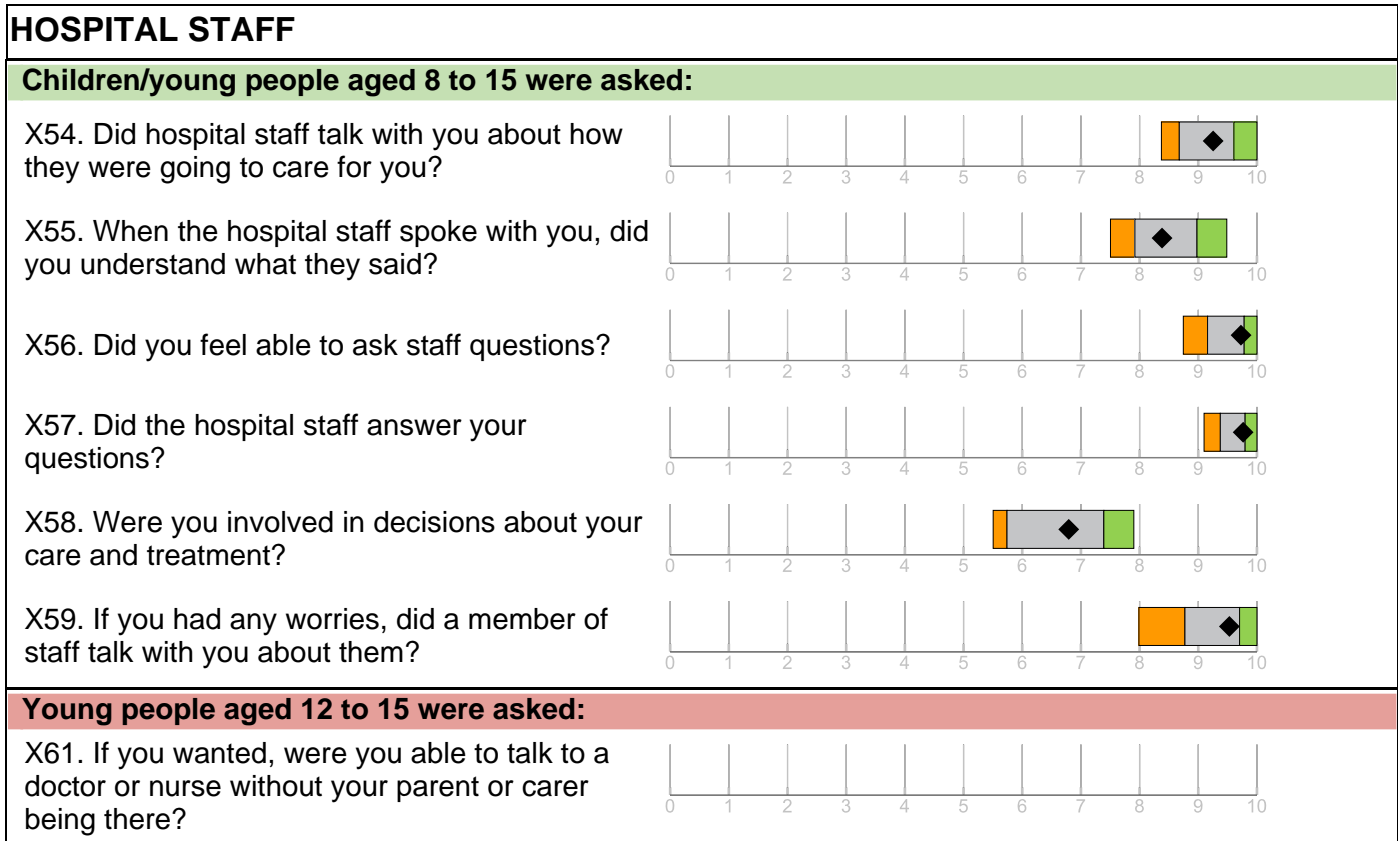 HOSPITAL STAFF
Children/young people aged 8 to 15 were asked:
X54. Did hospital staff talk with you about how
they were going to care for you?
0 1 2 3 4 5 6 7 8 9 10
X55. When the hospital staff spoke with you, did
you understand what they said?
0 1 2 3 4 5 6 7 8 9 10
X56. Did you feel able to ask staff questions?
0 1 2 3 4 5 6 7 8 9 10
X57. Did the hospital staff answer your
questions?
0 1 2 3 4 5 6 7 8 9 10
X58. Were you involved in decisions about your
care and treatment?
0 1 2 3 4 5 6 7 8 9 10
X59. If you had any worries, did a member of
staff talk with you about them?
0 1 2 3 4 5 6 7 8 9 10
Young people aged 12 to 15 were asked:
X61. If you wanted, were you able to talk to a
doctor or nurse without your parent or carer
being there?
0 1 2 3 4 5 6 7 8 9 10